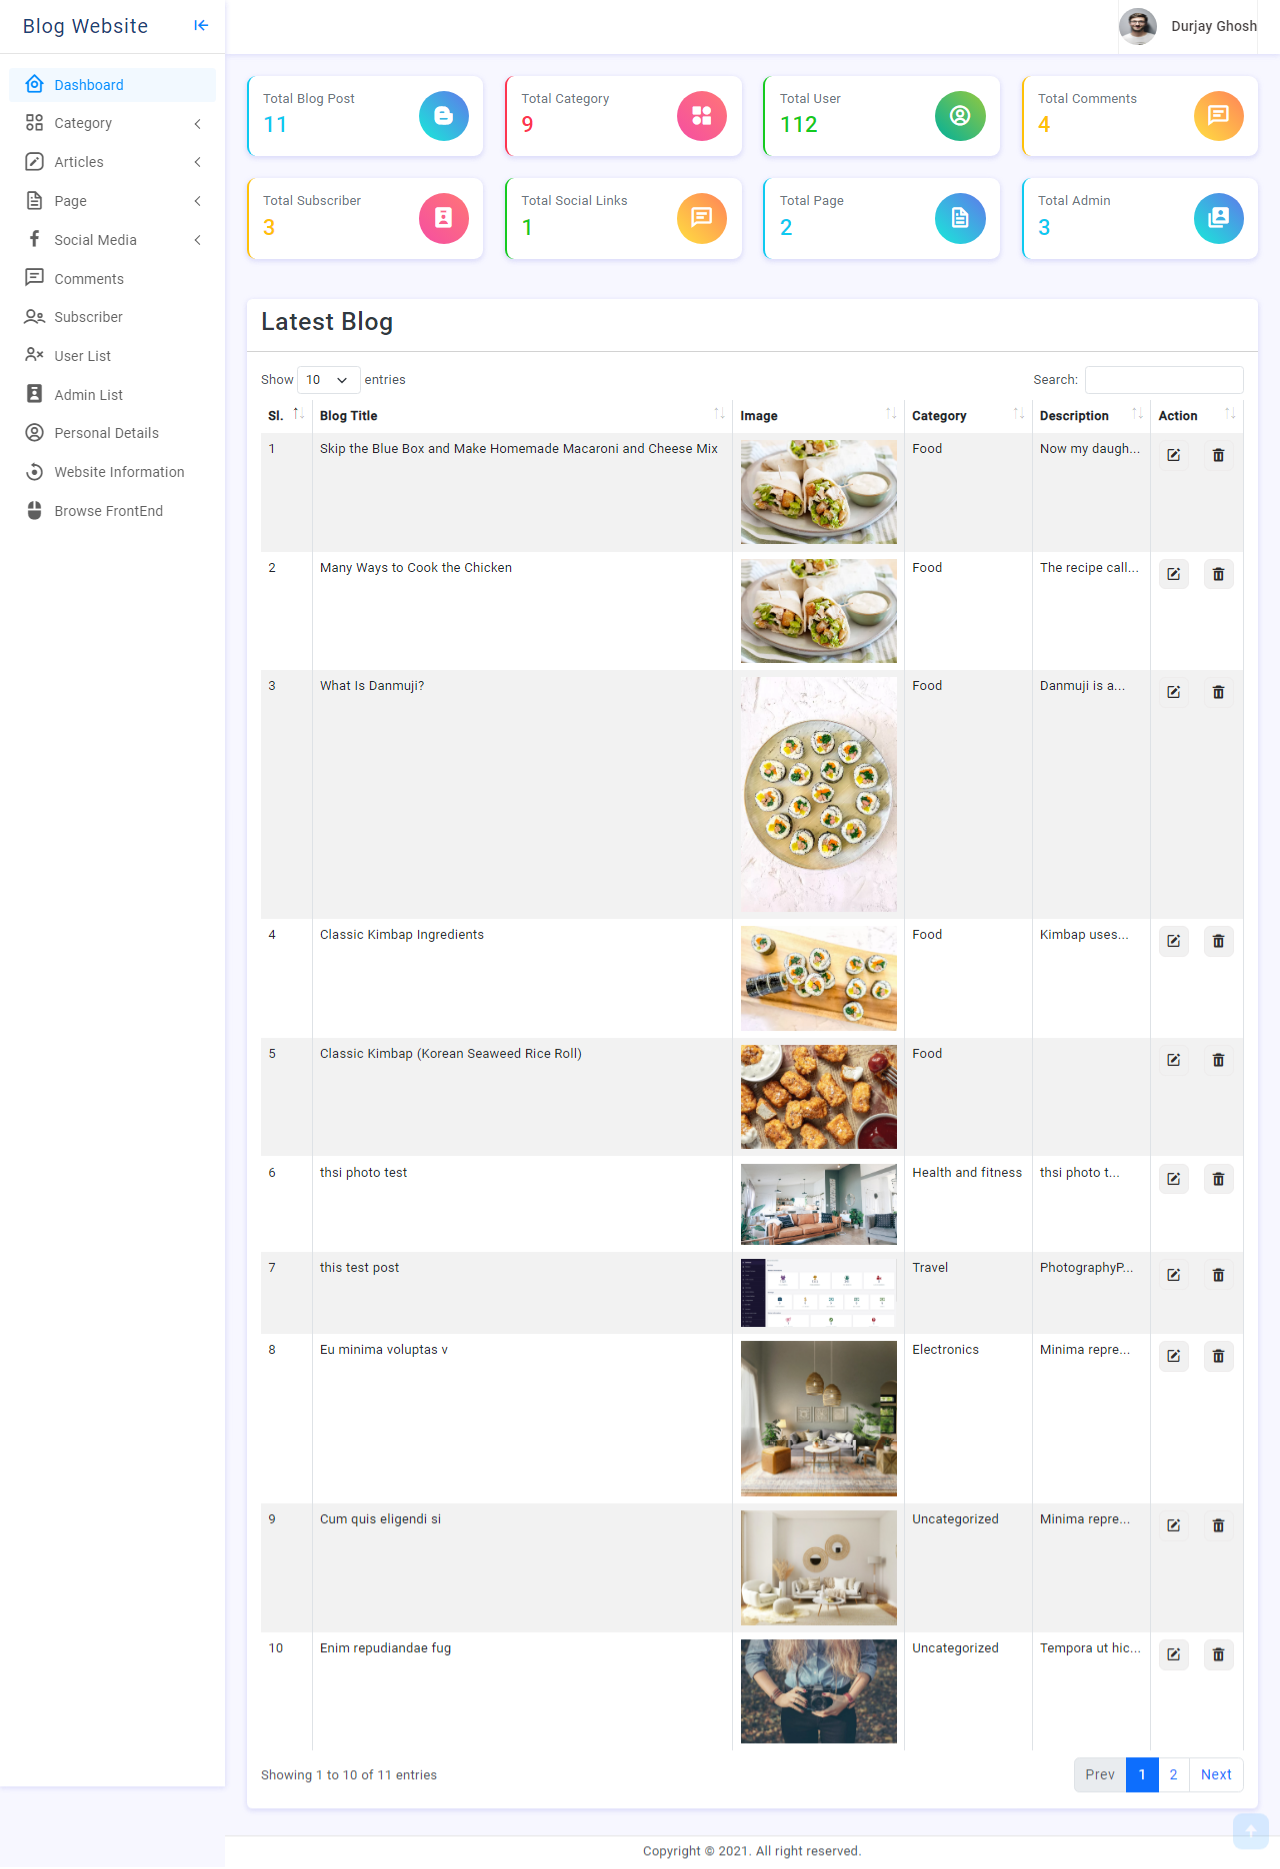 Blog Website
Durjay Ghosh
Dashboard
Category
Articles
Page
Social Media
Comments
Subscriber
User List
Admin List
Personal Details
Website Information
Browse FrontEnd
Total Blog Post
11
Total Category
9
Total User
112
Total Comments
4
Total Subscriber
3
Total Social Links
1
Total Page
2
Total Admin
3
Latest Blog
Show 10 entries
Search:
Sl. Blog Title Image Category Description Action
1 Skip the Blue Box and Make Homemade Macaroni and Cheese Mix Food Now my daugh...
2 Many Ways to Cook the Chicken Food The recipe call...
3 What Is Danmuji? Food Danmuji is a...
4 Classic Kimbap Ingredients Food Kimbap uses...
5 Classic Kimbap (Korean Seaweed Rice Roll) Food
6 thsi photo test Health and fitness thsi photo t...
7 this test post Travel PhotographyP...
8 Eu minima voluptas v Electronics Minima repre...
9 Cum quis eligendi si Uncategorized Minima repre...
10 Enim repudiandae fug Uncategorized Tempora ut hic...
Showing 1 to 10 of 11 entries
Prev 1 2 Next
Copyright © 2021. All right reserved.